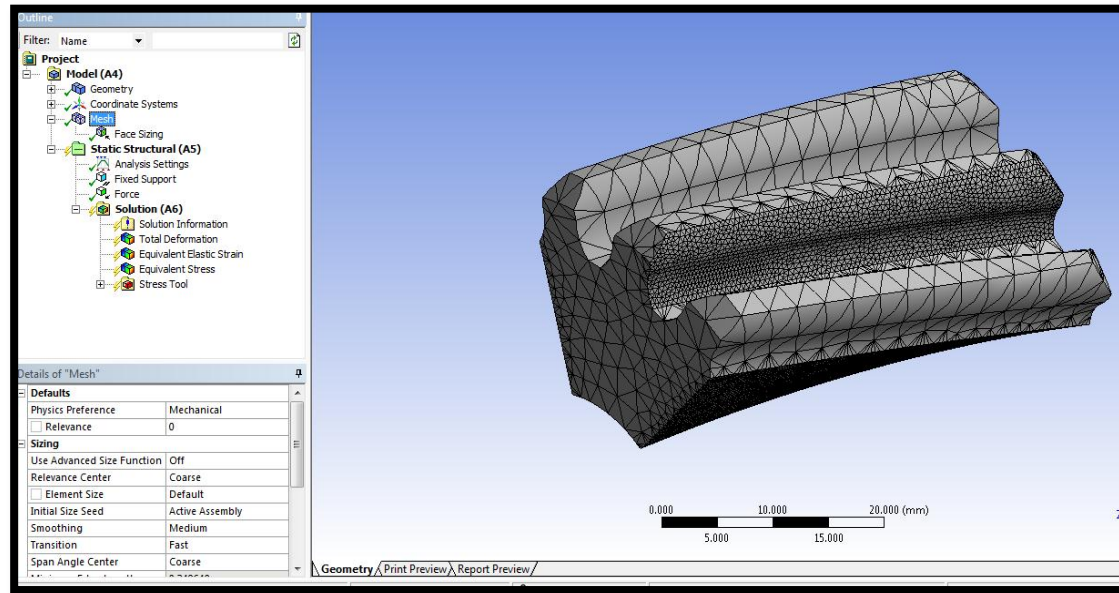 Outline
Filter: Name
Project
Model (A4)
Geometry
Coordinate Systems
Mesh
Face Sizing
Static Structural (A5)
Analysis Settings
Fixed Support
Force
Solution (A6)
Solution Information
Total Deformation
Equivalent Elastic Strain
Equivalent Stress
Stress Tool
Details of "Mesh"
Defaults
Physics Preference Mechanical
Relevance 0
Sizing
Use Advanced Size Function Off
Relevance Center Coarse
Element Size Default
Initial Size Seed Active Assembly
Smoothing Medium
Transition Fast
Span Angle Center Coarse
0.000 10.000 20.000 (mm)
5.000 15.000
Geometry Print Preview Report Preview